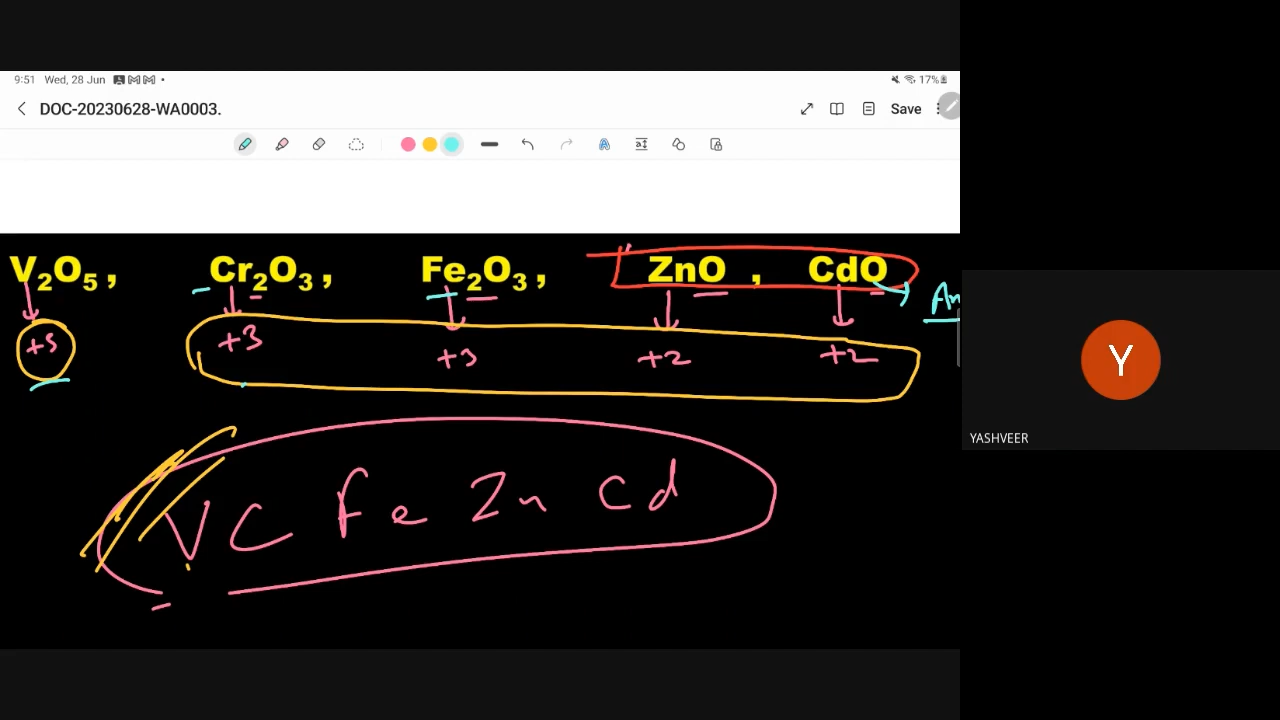 9:51 Wed, 28 Jun
17%
DOC-20230628-WA0003.
Save
V₂O₅ , Cr₂O₃ , Fe₂O₃ , ZnO , CdO
+5 +3 +3 +2 +2
V C Fe Zn Cd
Y
YASHVEER